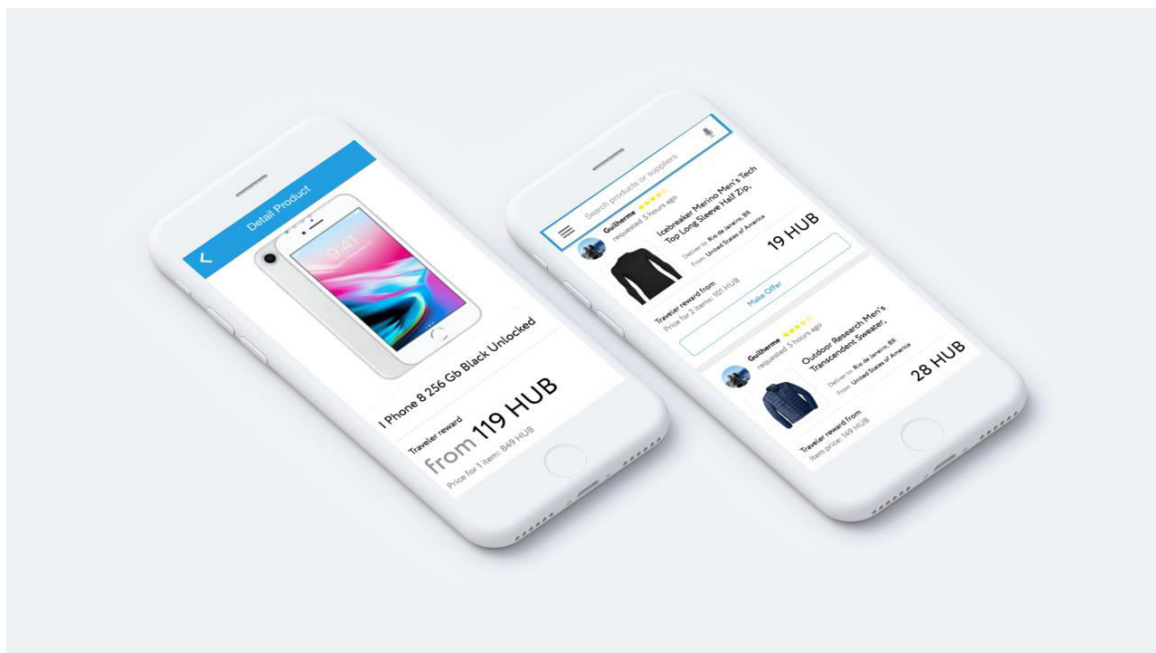 Detail Product
9:41
I Phone 8 256 Gb Black Unlocked
Traveler reward
from 119 HUB
Price for 1 item: 849 HUB
Search products or suppliers
Guilherme
requested 5 hours ago
Icebreaker Merino Men's Tech
Top Long Sleeve Half Zip,
Deliver to Rio de Janeiro, BR
From United States of America
Traveler reward from
19 HUB
Price for 2 items: 101 HUB
Make Offer
Guilherme
requested 5 hours ago
Outdoor Research Men's
Transcendent Sweater,
Deliver to Rio de Janeiro, BR
From United States of America
Traveler reward from
28 HUB
Item price: 149 HUB